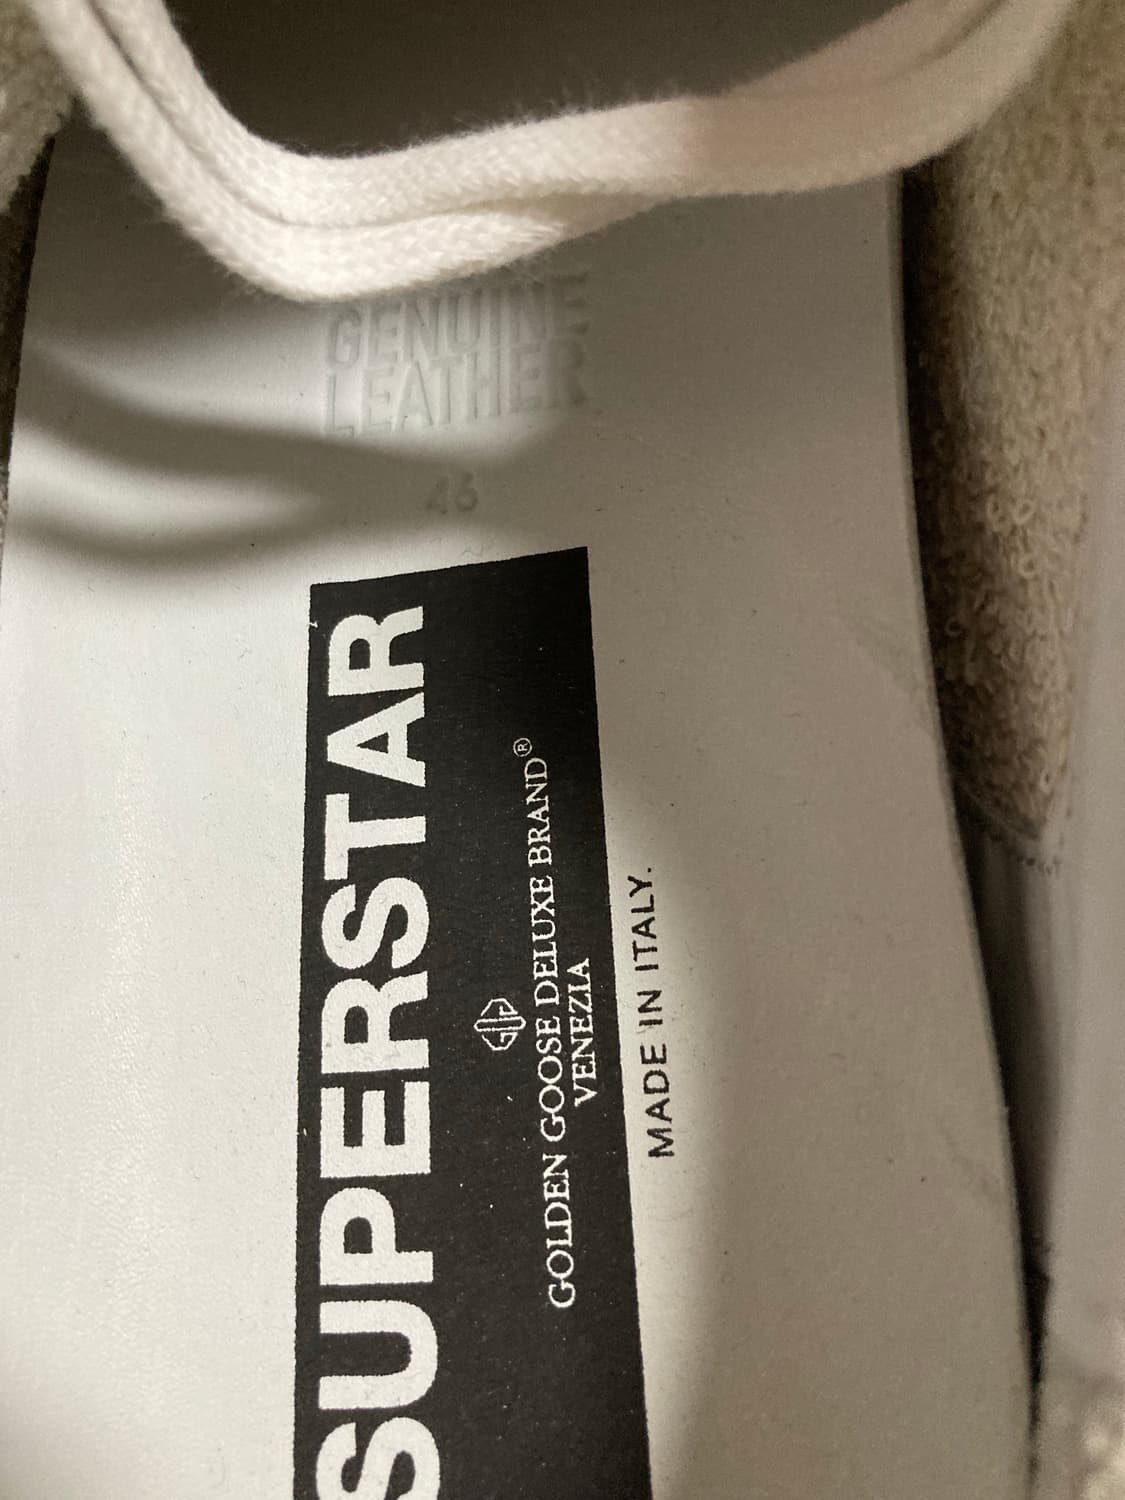 GENUINE
LEATHER
46
SUPERSTAR
GOLDEN GOOSE DELUXE BRAND®
VENEZIA
MADE IN ITALY.